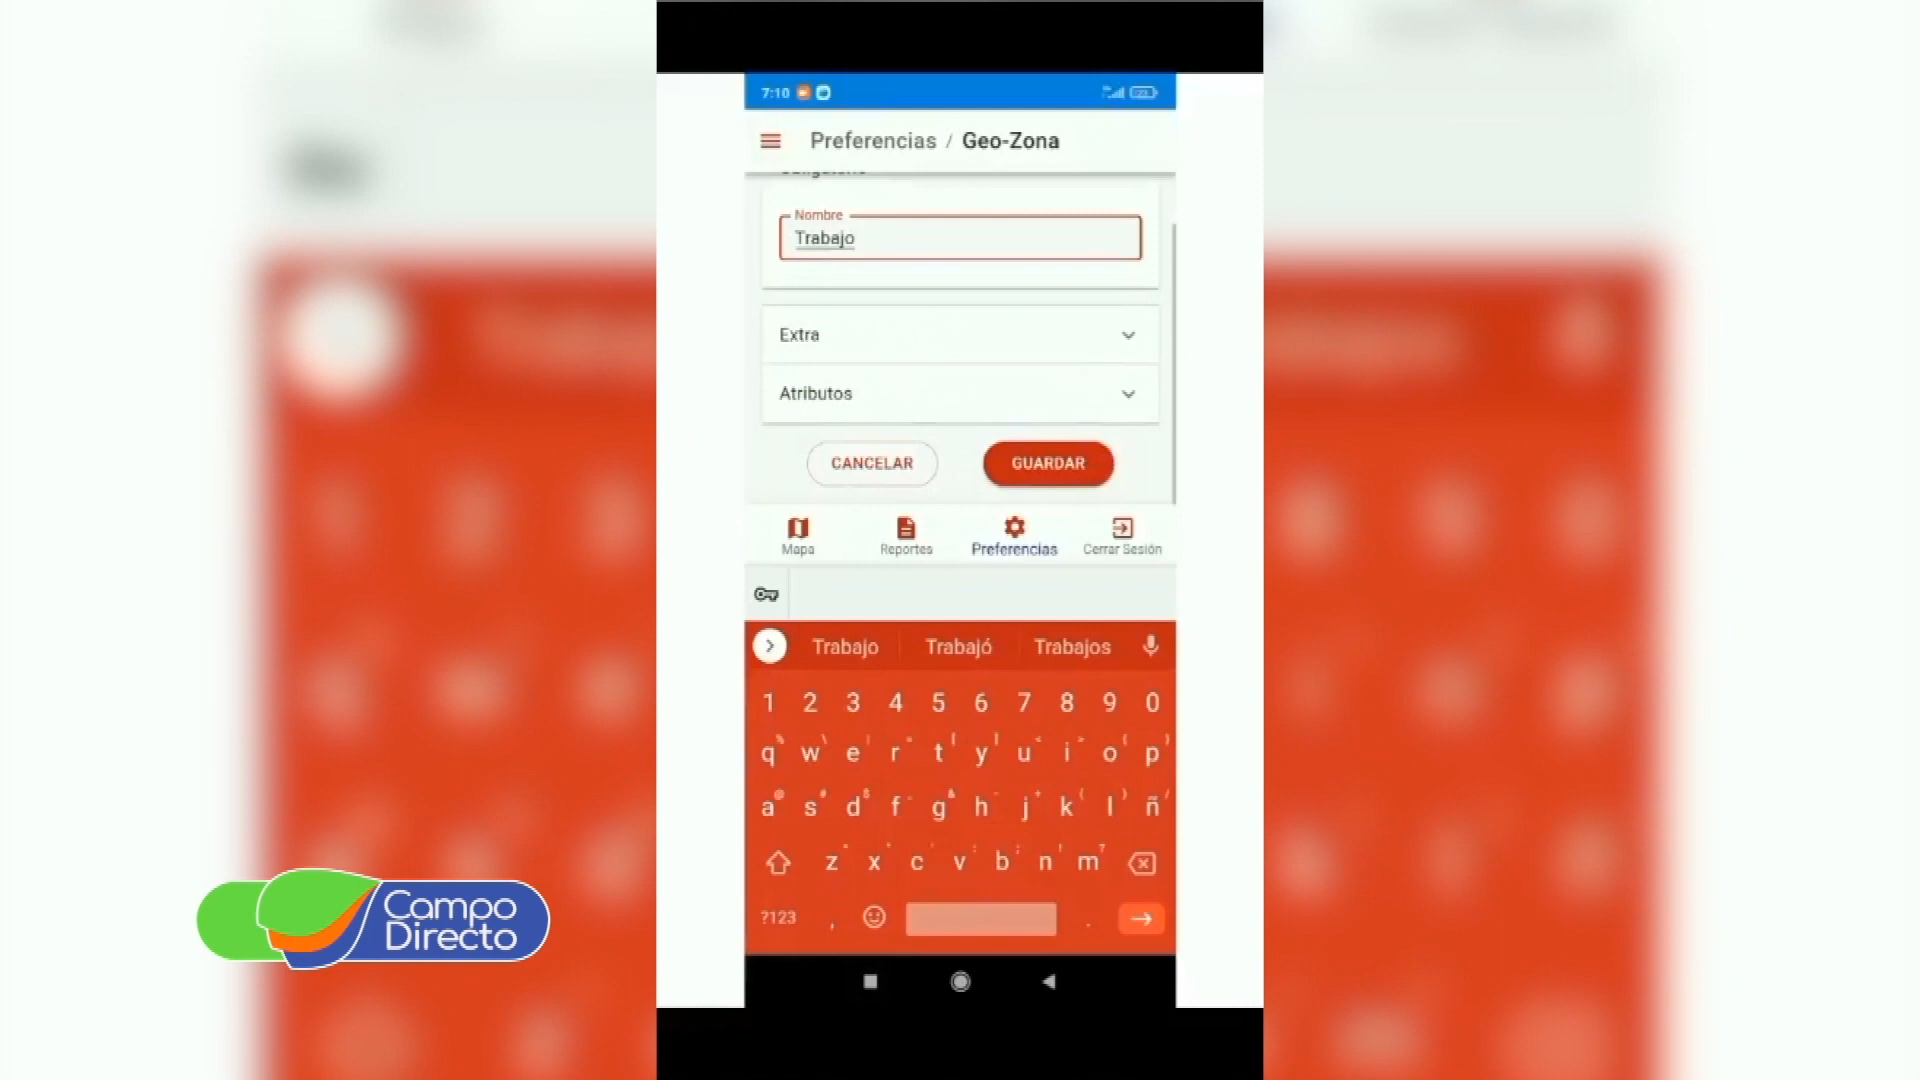 7:10
Preferencias / Geo-Zona
Obligatorio
Nombre
Trabajo
Extra
Atributos
CANCELAR GUARDAR
Mapa Reportes Preferencias Cerrar Sesión
Trabajo Trabajó Trabajos
1 2 3 4 5 6 7 8 9 0
q w e r t y u i o p
a s d f g h j k l ñ
z x c v b n m
?123 , .
Campo
Directo